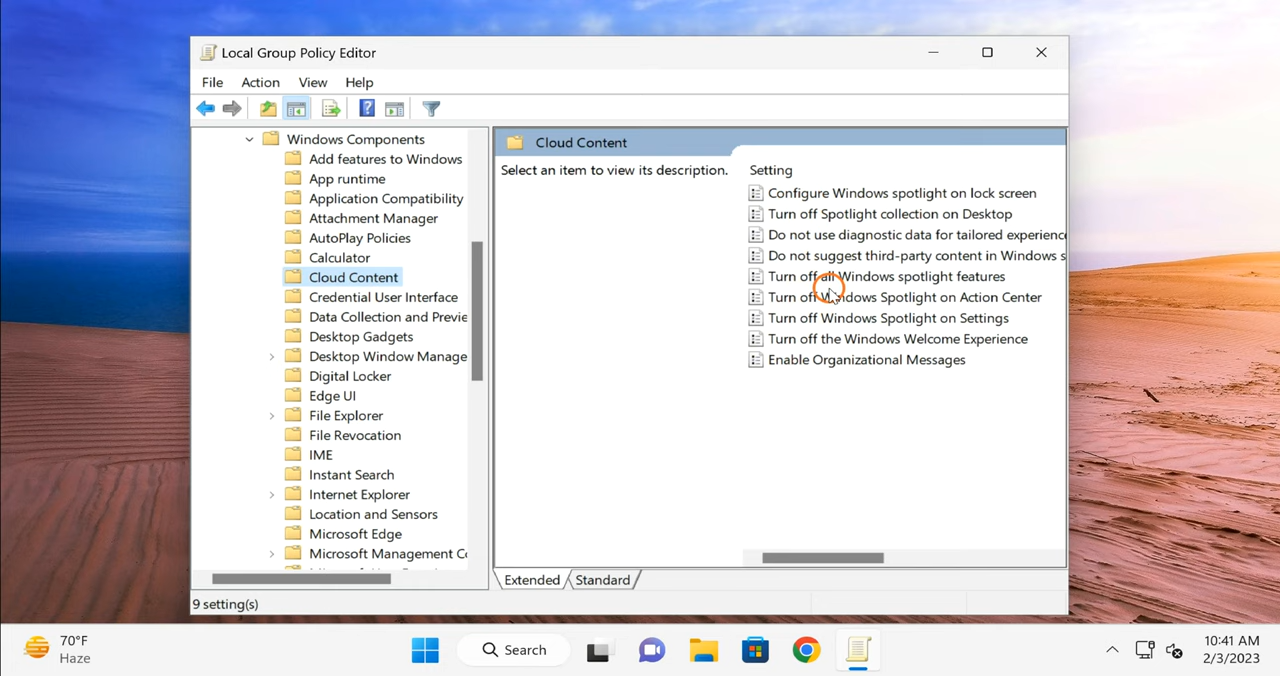 Local Group Policy Editor
File Action View Help
Windows Components
Add features to Windows
App runtime
Application Compatibility
Attachment Manager
AutoPlay Policies
Calculator
Cloud Content
Credential User Interface
Data Collection and Previe
Desktop Gadgets
Desktop Window Manage
Digital Locker
Edge UI
File Explorer
File Revocation
IME
Instant Search
Internet Explorer
Location and Sensors
Microsoft Edge
Microsoft Management Co
Cloud Content
Select an item to view its description.
Setting
Configure Windows spotlight on lock screen
Turn off Spotlight collection on Desktop
Do not use diagnostic data for tailored experience
Do not suggest third-party content in Windows s
Turn off all Windows spotlight features
Turn off Windows Spotlight on Action Center
Turn off Windows Spotlight on Settings
Turn off the Windows Welcome Experience
Enable Organizational Messages
Extended Standard
9 setting(s)
70°F
Haze
Search
10:41 AM
2/3/2023